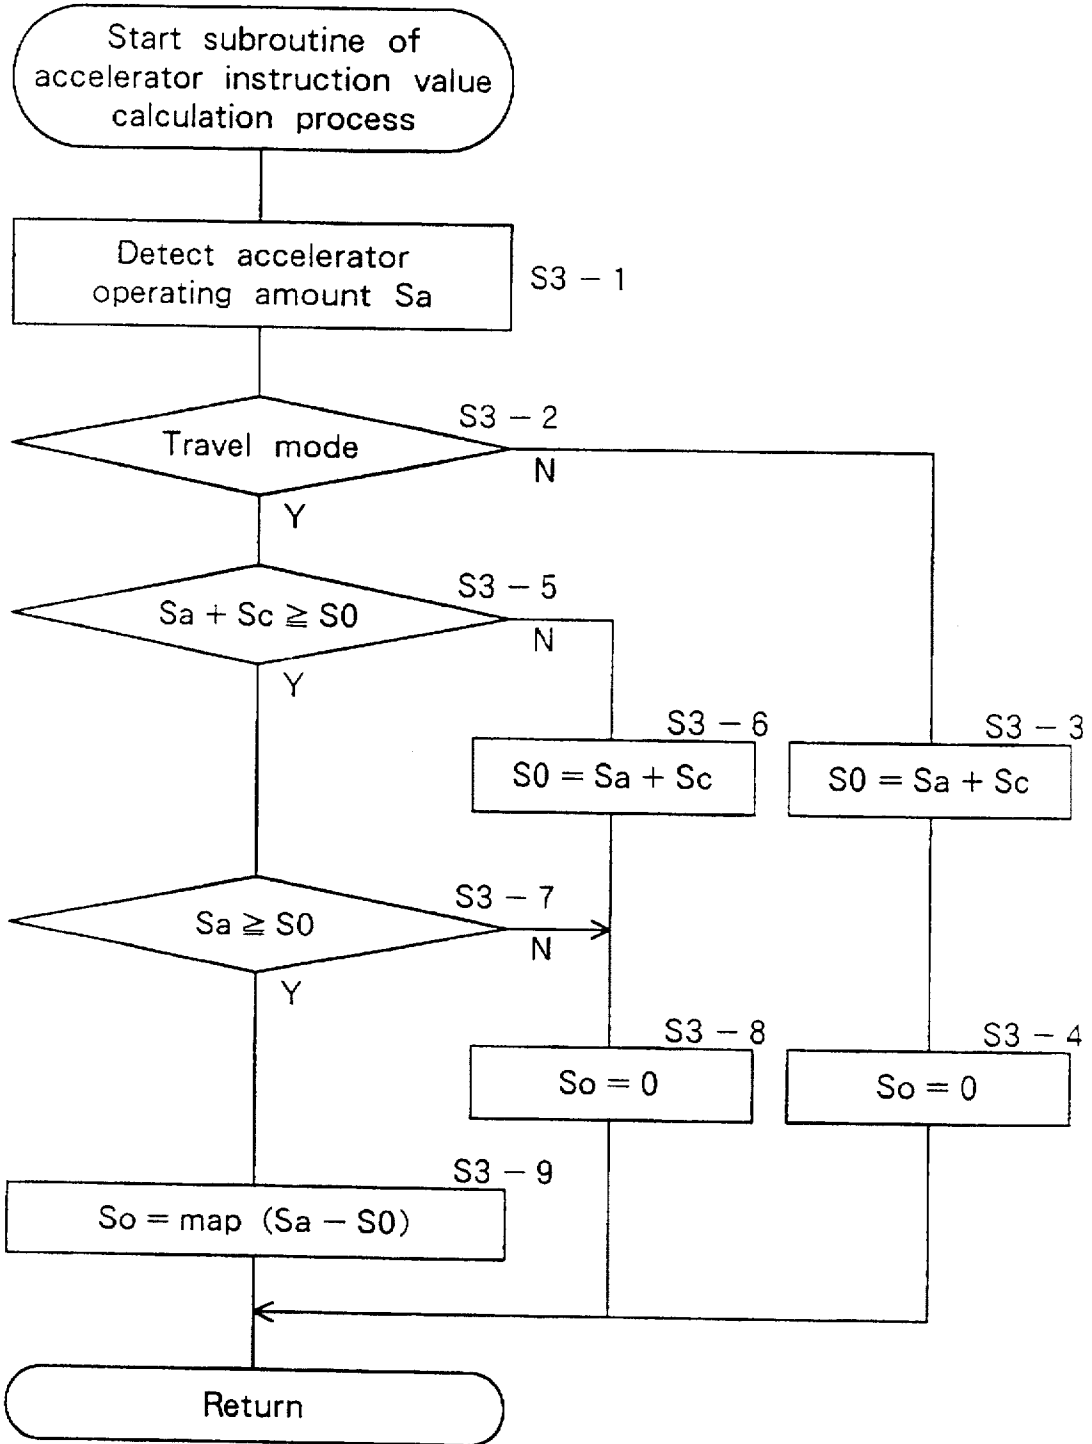 Start subroutine of
accelerator instruction value
calculation process
Detect accelerator
operating amount Sa
S3 − 1
S3 − 2
Travel mode
N
Y
S3 − 5
Sa + Sc ≧ S0
N
Y
S3 − 6
S0 = Sa + Sc
S3 − 3
S0 = Sa + Sc
S3 − 7
Sa ≧ S0
N
Y
S3 − 8
So = 0
S3 − 4
So = 0
S3 − 9
So = map (Sa − S0)
Return